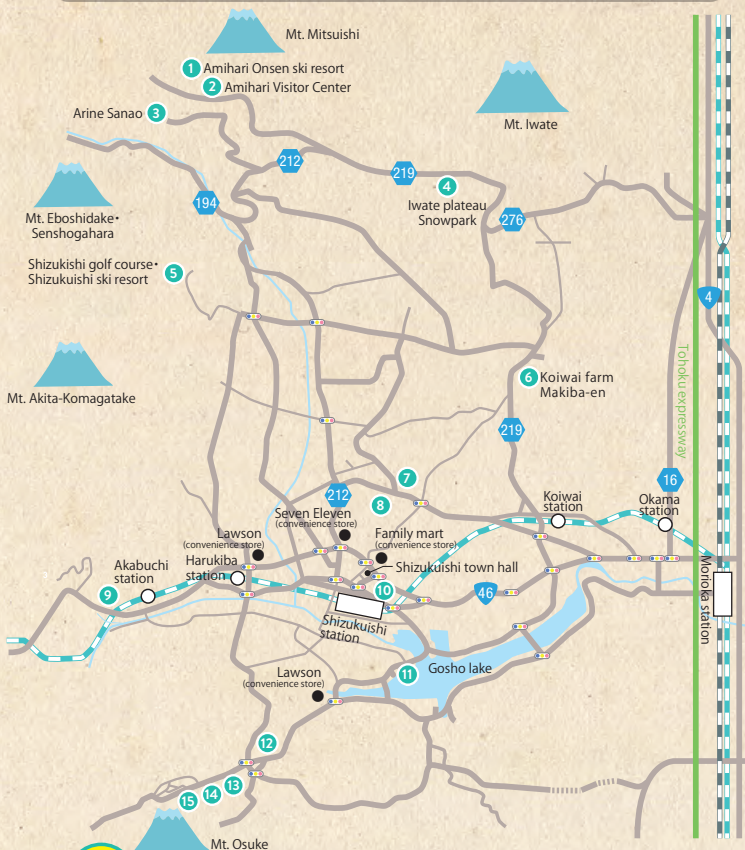 Mt. Mitsuishi
1 Amihari Onsen ski resort
2 Amihari Visitor Center
Arine Sanao 3
Mt. Iwate
212
219
4
Iwate plateau
Snowpark
194
276
Mt. Eboshidake・
Senshogahara
Shizukishi golf course・
Shizukuishi ski resort
5
4
Mt. Akita-Komagatake
Tohoku expressway
6 Koiwai farm
Makiba-en
219
7
16
212
8
Koiwai
station
Okama
station
Seven Eleven
(convenience store)
Lawson
(convenience store)
Family mart
(convenience store)
Harukiba
station
Akabuchi
station
Shizukuishi town hall
9
10
46
Morioka station
Shizukuishi
station
Gosho lake
11
Lawson
(convenience store)
12
13
14
15
Mt. Osuke